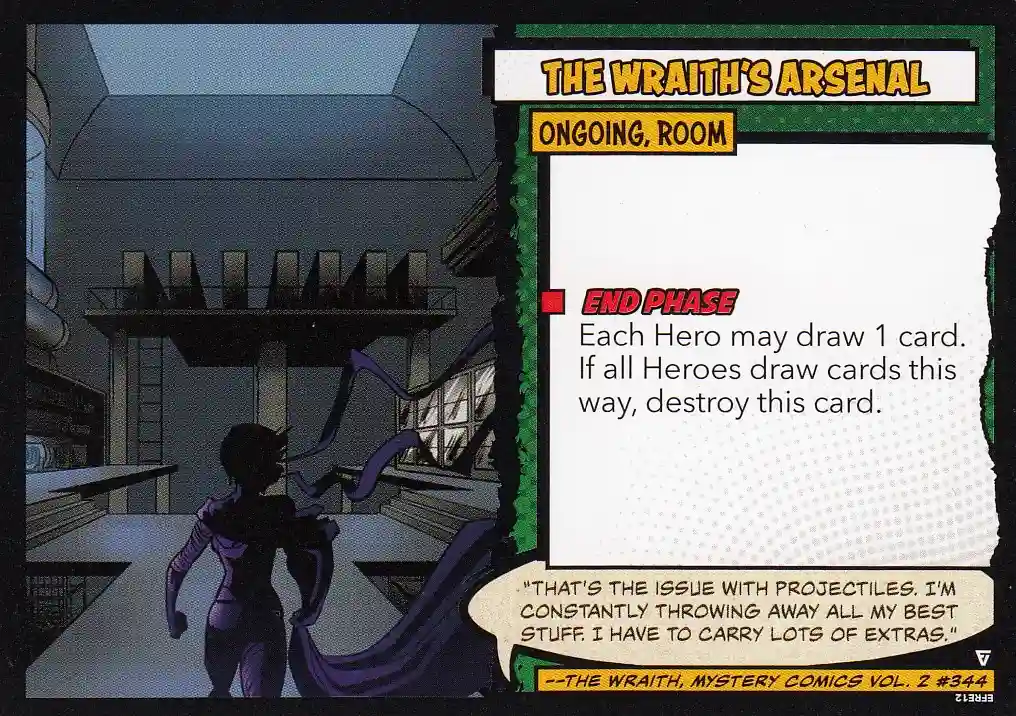 THE WRAITH'S ARSENAL
ONGOING, ROOM
END PHASE
Each Hero may draw 1 card.
If all Heroes draw cards this
way, destroy this card.
"THAT'S THE ISSUE WITH PROJECTILES. I'M
CONSTANTLY THROWING AWAY ALL MY BEST
STUFF. I HAVE TO CARRY LOTS OF EXTRAS."
--THE WRAITH, MYSTERY COMICS VOL. 2 #344
EFRE12